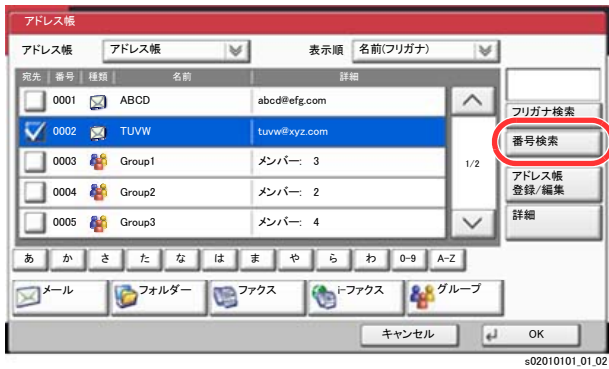 アドレス帳
アドレス帳 アドレス帳 表示順 名前(フリガナ)
宛先 番号 種類 名前 詳細
0001 ABCD abcd@efg.com
0002 TUVW tuvw@xyz.com
0003 Group1 メンバー: 3
0004 Group2 メンバー: 2
0005 Group3 メンバー: 4
1/2
フリガナ検索
番号検索
アドレス帳
登録/編集
詳細
あ か さ た な は ま や ら わ 0-9 A-Z
メール フォルダー ファクス i-ファクス グループ
キャンセル OK
s02010101_01_02